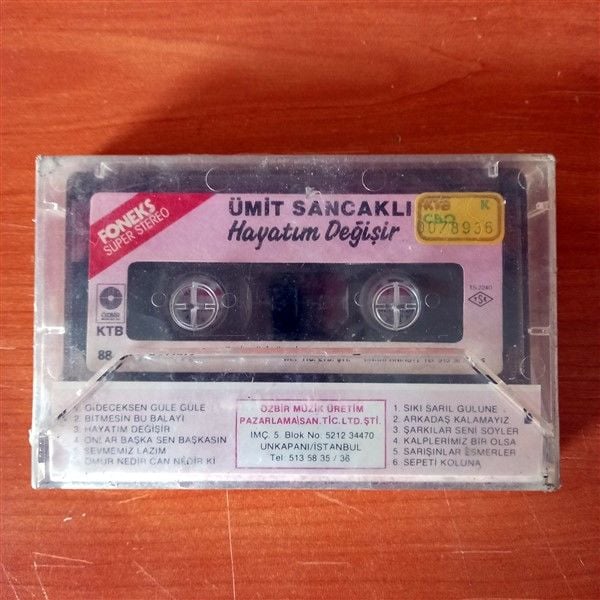 FONEKS
SUPER STEREO
ÜMİT SANCAKLI
Hayatım Değişir
KTB K
0078936
TS 2240
TSE
KTB
88
1. GİDECEKSEN GÜLE GÜLE
2. BİTMESİN BU BALAYI
3. HAYATIM DEĞİŞİR
4. ONLAR BAŞKA SEN BAŞKASIN
SEVMEMİZ LAZIM
ÖMÜR NEDİR CAN NEDİR Kİ
ÖZBİR MÜZİK ÜRETİM
PAZARLAMA SAN.TİC.LTD.ŞTİ.
İMÇ. 5. Blok No: 5212 34470
UNKAPANI/İSTANBUL
Tel: 513 58 35 / 36
1. SIKI SARIL GÜLÜNE
2. ARKADAŞ KALAMAYIZ
3. ŞARKILAR SENİ SÖYLER
4. KALPLERİMİZ BİR OLSA
5. SARIŞINLAR ESMERLER
6. SEPETİ KOLUNA